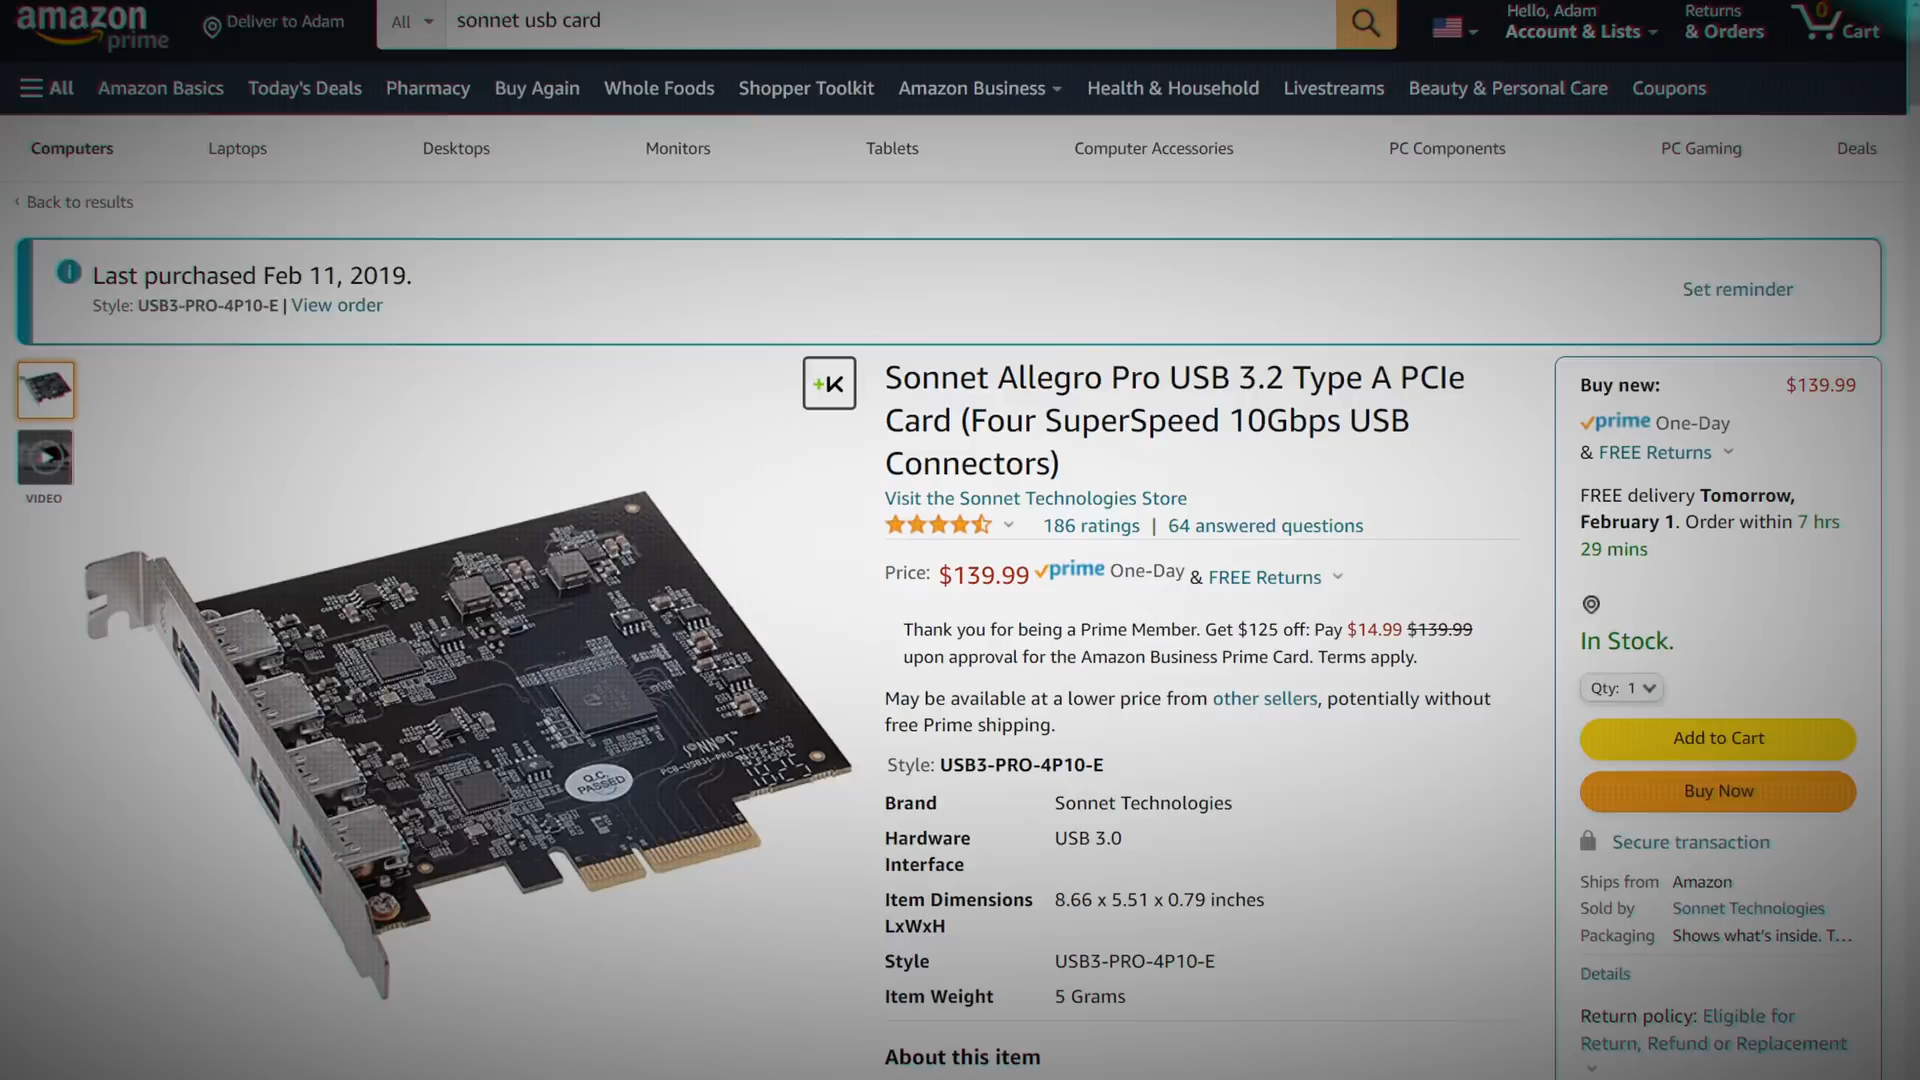 amazon
prime
Deliver to Adam
All
sonnet usb card
Hello, Adam
Account & Lists
Returns
& Orders
0
Cart
All
Amazon Basics
Today's Deals
Pharmacy
Buy Again
Whole Foods
Shopper Toolkit
Amazon Business
Health & Household
Livestreams
Beauty & Personal Care
Coupons
Computers
Laptops
Desktops
Monitors
Tablets
Computer Accessories
PC Components
PC Gaming
Deals
‹ Back to results
Last purchased Feb 11, 2019.
Style: USB3-PRO-4P10-E | View order
Set reminder
VIDEO
+K
Q.C.
PASSED
SONNET
PCB-USB31-PRO-TYPE-A-X2
Sonnet Allegro Pro USB 3.2 Type A PCIe
Card (Four SuperSpeed 10Gbps USB
Connectors)
Visit the Sonnet Technologies Store
186 ratings | 64 answered questions
Price: $139.99 prime One-Day & FREE Returns
Thank you for being a Prime Member. Get $125 off: Pay $14.99 $139.99
upon approval for the Amazon Business Prime Card. Terms apply.
May be available at a lower price from other sellers, potentially without
free Prime shipping.
Style: USB3-PRO-4P10-E
Brand Sonnet Technologies
Hardware
Interface
USB 3.0
Item Dimensions
LxWxH
8.66 x 5.51 x 0.79 inches
Style USB3-PRO-4P10-E
Item Weight 5 Grams
About this item
Buy new: $139.99
prime One-Day
& FREE Returns
FREE delivery Tomorrow,
February 1. Order within 7 hrs
29 mins
In Stock.
Qty: 1
Add to Cart
Buy Now
Secure transaction
Ships from Amazon
Sold by Sonnet Technologies
Packaging Shows what's inside. T...
Details
Return policy: Eligible for
Return, Refund or Replacement